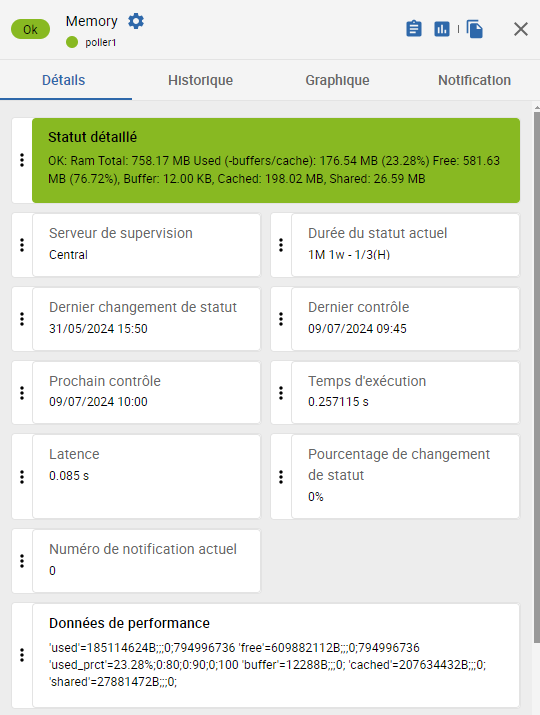 Ok
Memory
poller1
Détails
Historique
Graphique
Notification
Statut détaillé
OK: Ram Total: 758.17 MB Used (-buffers/cache): 176.54 MB (23.28%) Free: 581.63
MB (76.72%), Buffer: 12.00 KB, Cached: 198.02 MB, Shared: 26.59 MB
Serveur de supervision
Central
Durée du statut actuel
1M 1w - 1/3(H)
Dernier changement de statut
31/05/2024 15:50
Dernier contrôle
09/07/2024 09:45
Prochain contrôle
09/07/2024 10:00
Temps d'exécution
0.257115 s
Latence
0.085 s
Pourcentage de changement
de statut
0%
Numéro de notification actuel
0
Données de performance
'used'=185114624B;;;0;794996736 'free'=609882112B;;;0;794996736
'used_prct'=23.28%;0:80;0:90;0;100 'buffer'=12288B;;;0; 'cached'=207634432B;;;0;
'shared'=27881472B;;;0;